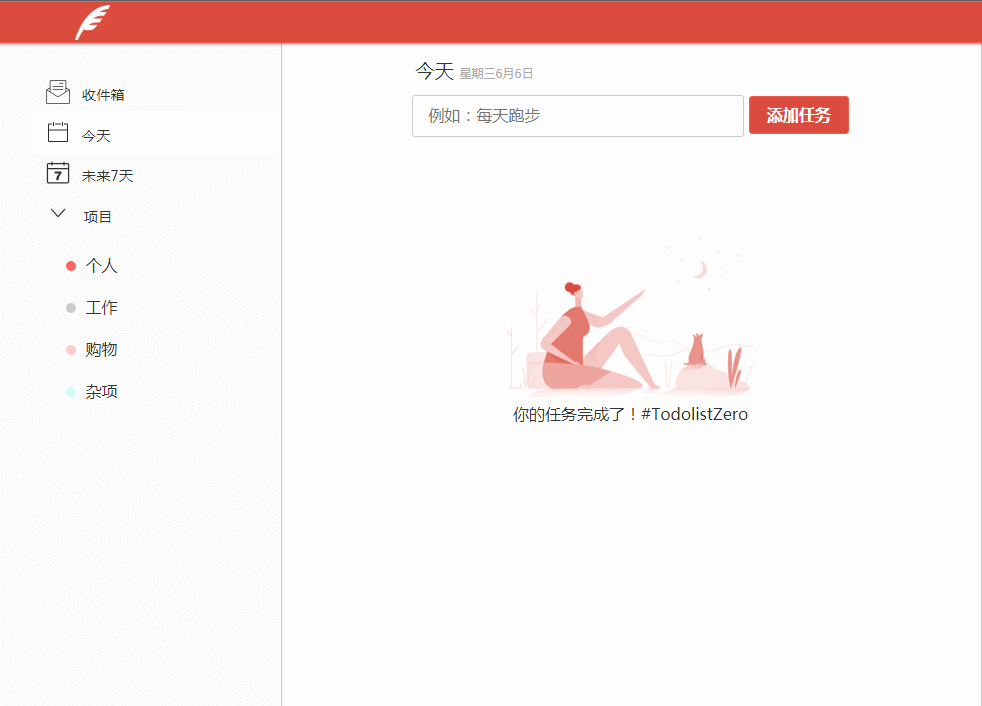 收件箱
今天
7
未来7天
项目
个人
工作
购物
杂项
今天 星期三6月6日
例如：每天跑步
添加任务
你的任务完成了！#TodolistZero